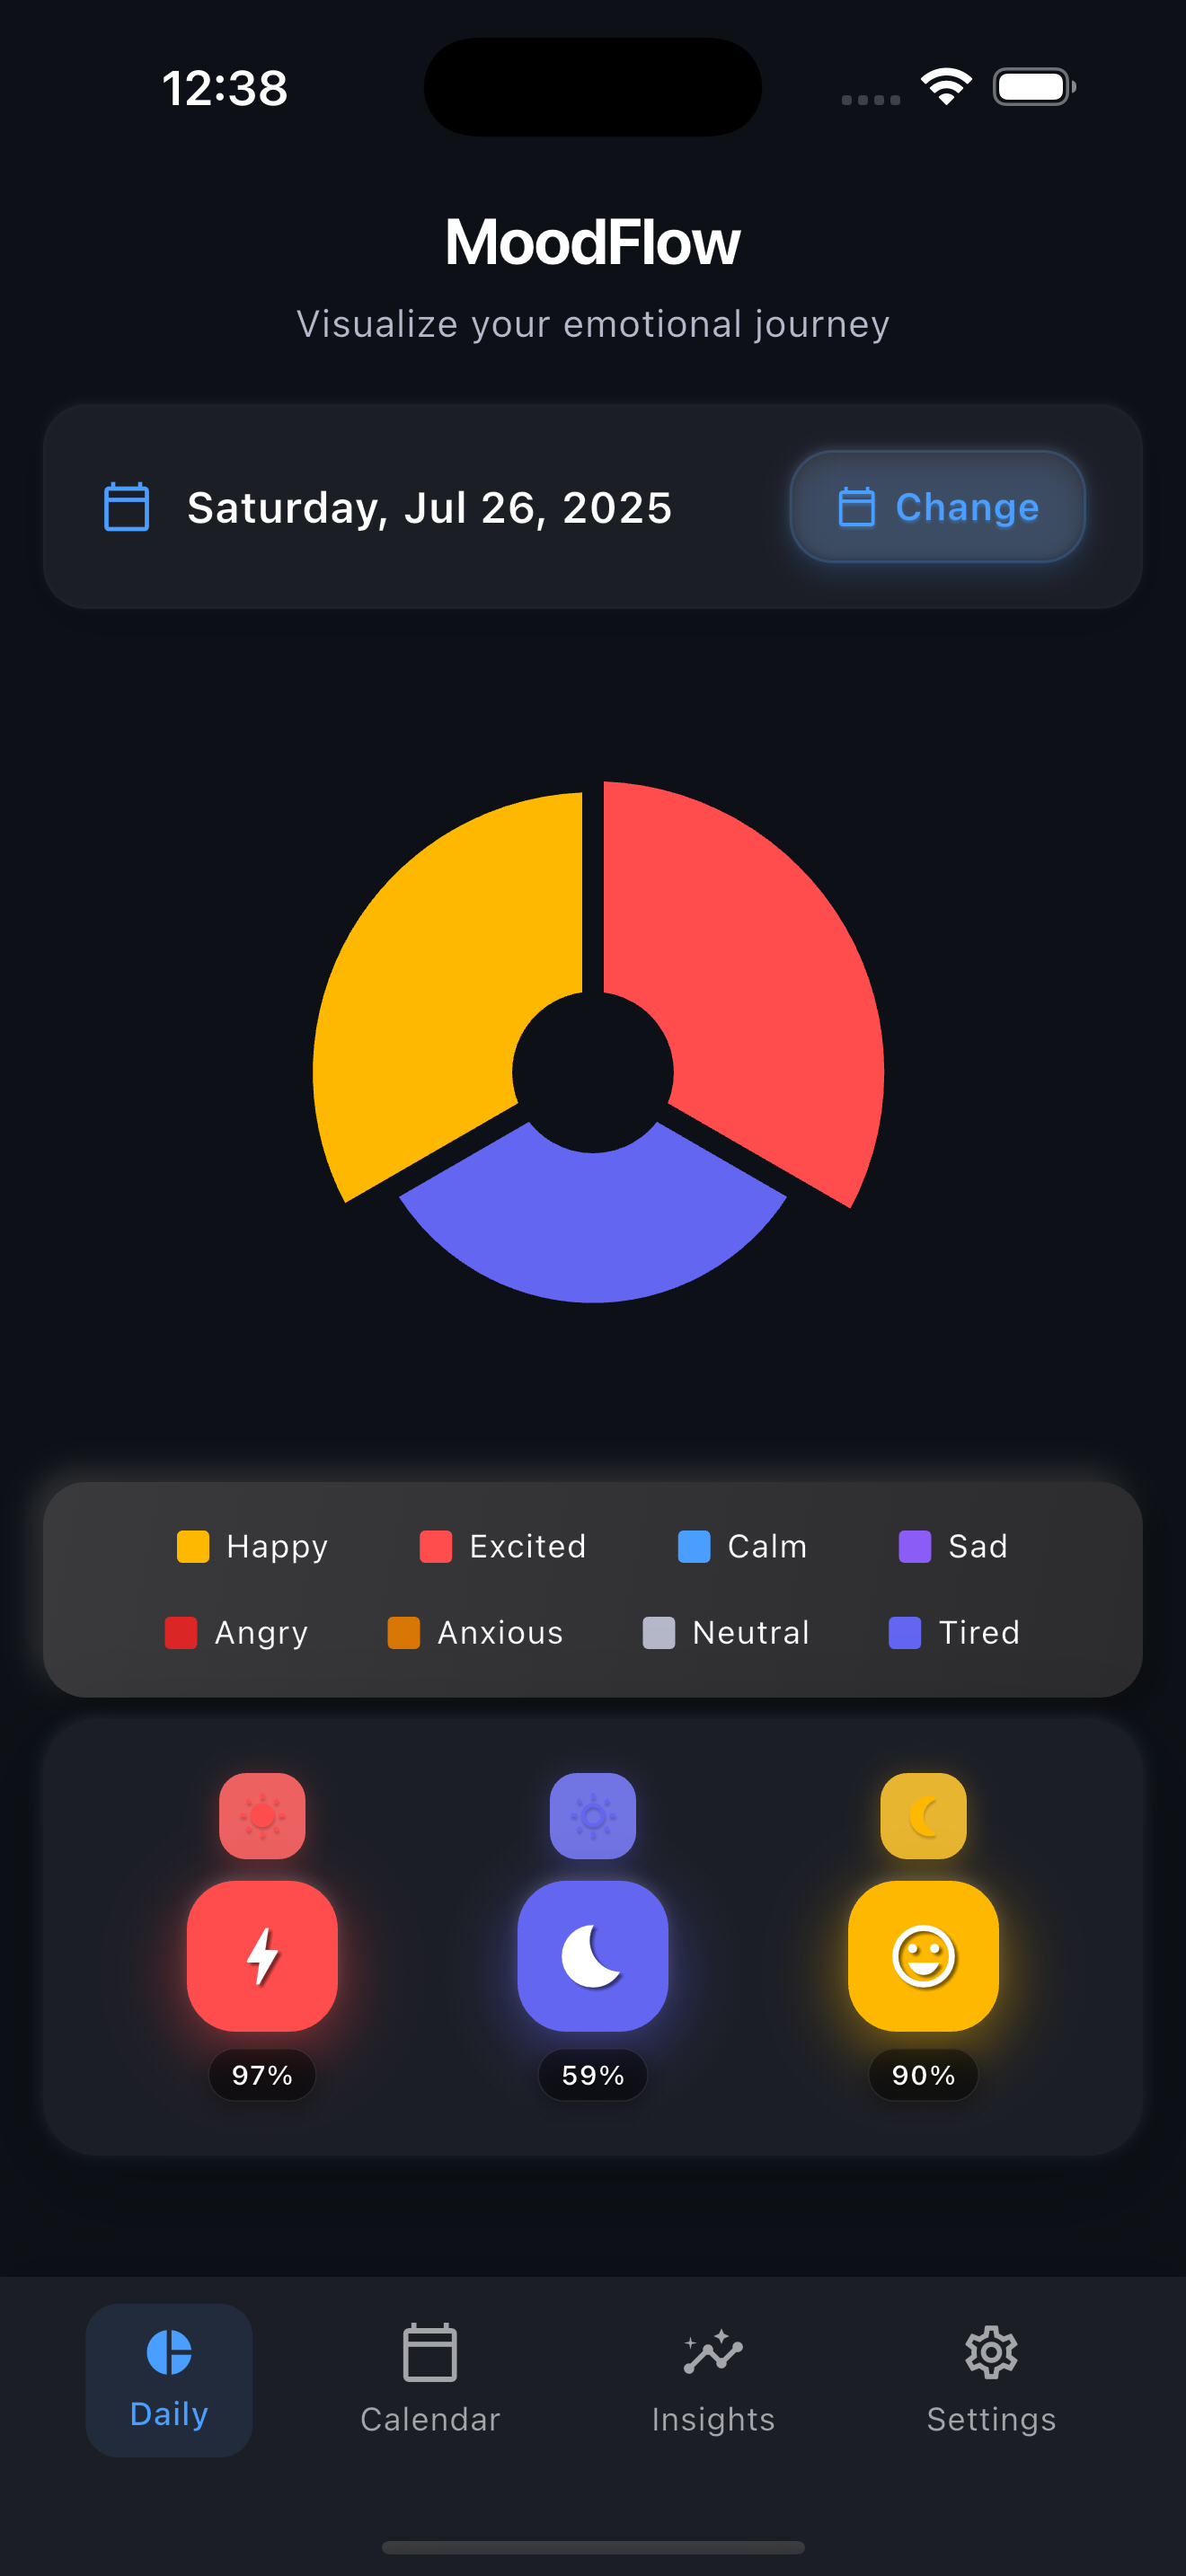 12:38
MoodFlow
Visualize your emotional journey
Saturday, Jul 26, 2025 Change
Happy Excited Calm Sad
Angry Anxious Neutral Tired
97% 59% 90%
Daily Calendar Insights Settings